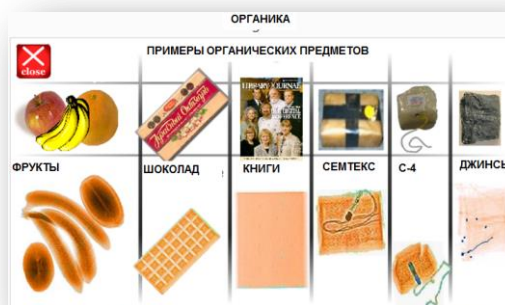 ОРГАНИКА
close
ПРИМЕРЫ ОРГАНИЧЕСКИХ ПРЕДМЕТОВ
LIBRARY JOURNAL
ФРУКТЫ
ШОКОЛАД
КНИГИ
СЕМТЕКС
C-4
ДЖИНСЫ